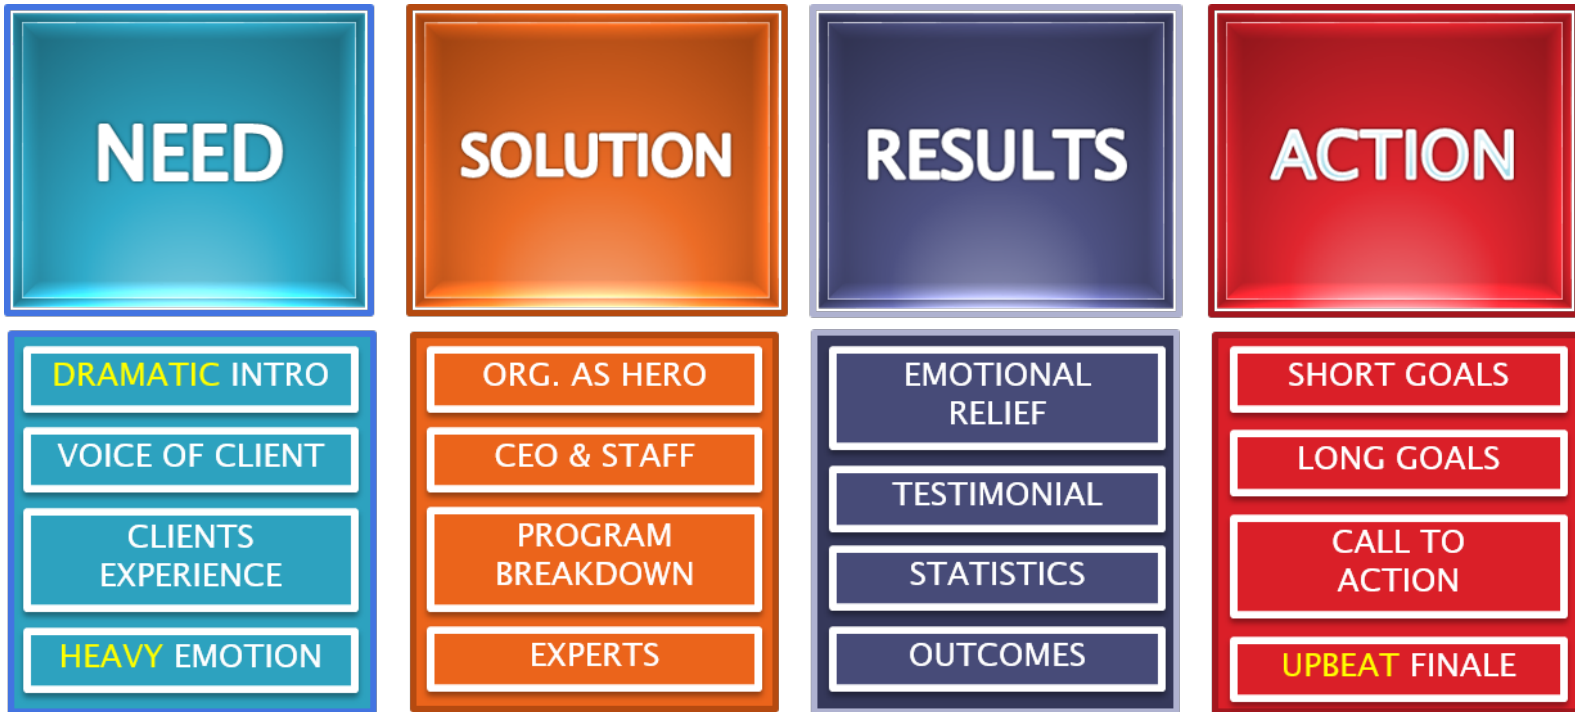 NEED
SOLUTION
RESULTS
ACTION
DRAMATIC INTRO
VOICE OF CLIENT
CLIENTS
EXPERIENCE
HEAVY EMOTION
ORG. AS HERO
CEO & STAFF
PROGRAM
BREAKDOWN
EXPERTS
EMOTIONAL
RELIEF
TESTIMONIAL
STATISTICS
OUTCOMES
SHORT GOALS
LONG GOALS
CALL TO
ACTION
UPBEAT FINALE